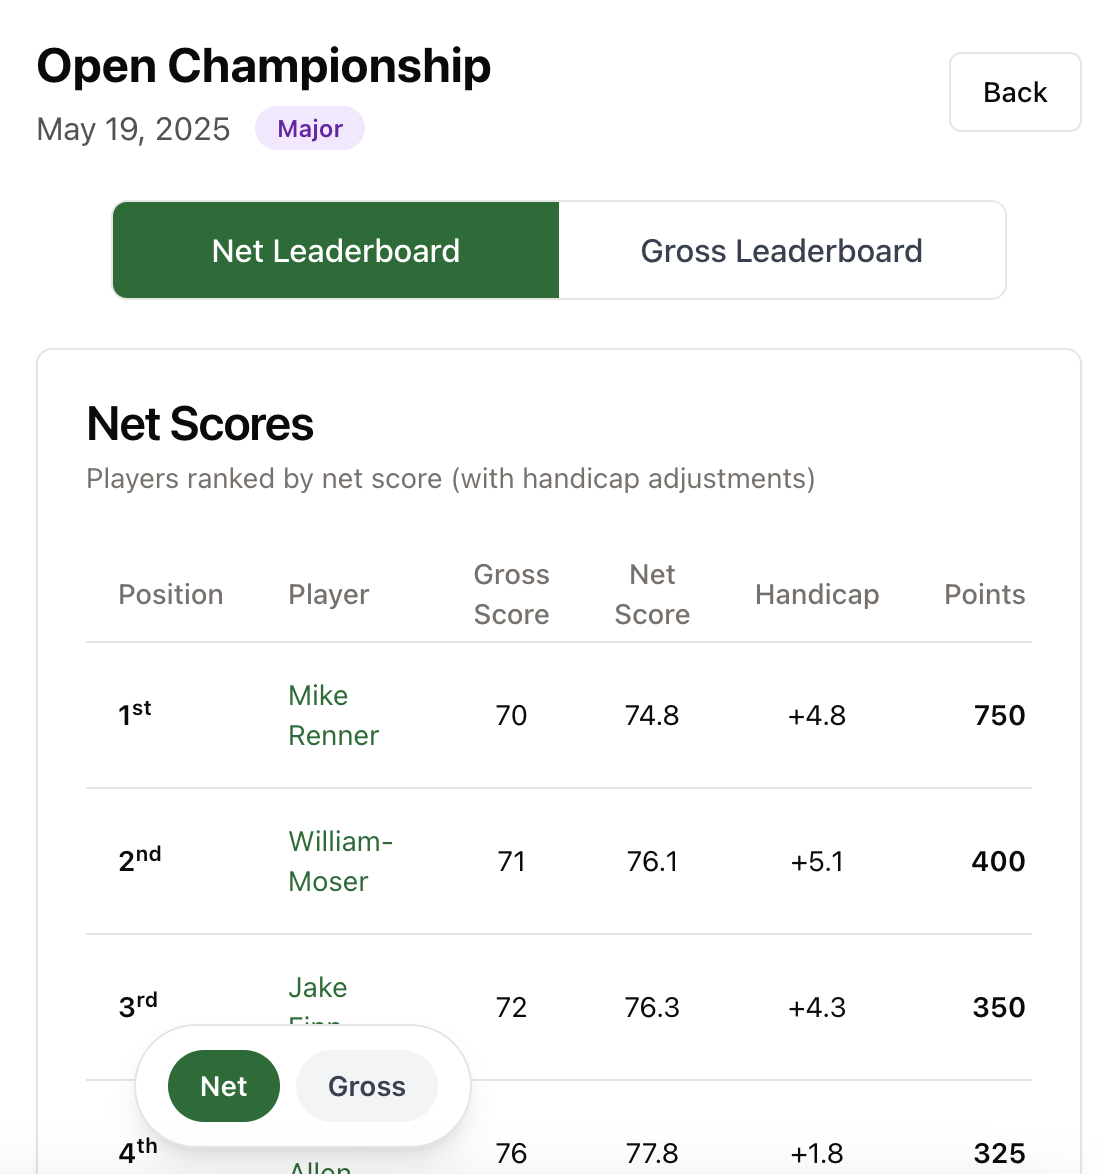 Open Championship
Back
May 19, 2025 Major
Net Leaderboard Gross Leaderboard
Net Scores
Players ranked by net score (with handicap adjustments)
Position Player Gross Score Net Score Handicap Points
1st Mike Renner 70 74.8 +4.8 750
2nd William-Moser 71 76.1 +5.1 400
3rd Jake 72 76.3 +4.3 350
Net Gross
4th Allen 76 77.8 +1.8 325